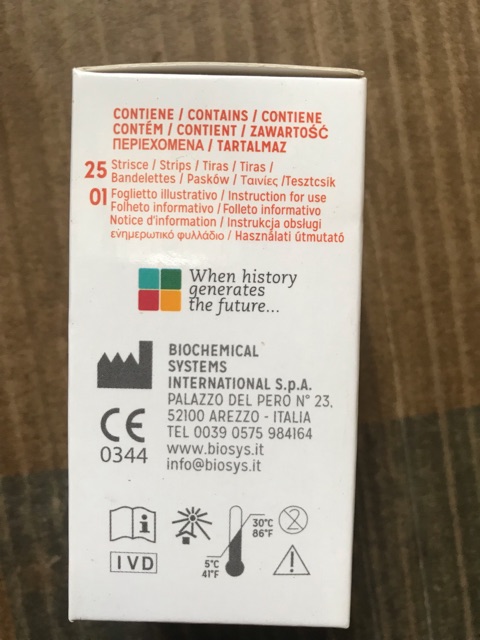 CONTIENE / CONTAINS / CONTIENE
CONTÉM / CONTIENT / ZAWARTOŚĆ
ΠΕΡΙΕΧΟΜΕΝΑ / TARTALMAZ
25 Strisce / Strips / Tiras / Tiras /
Bandelettes / Pasków / Ταινίες /Tesztcsík
01 Foglietto illustrativo / Instruction for use
Folheto informativo / Folleto informativo
Notice d'information / Instrukcja obsługi
ενημερωτικό φυλλάδιο / Használati útmutató
When history
generates
the future...
BIOCHEMICAL
SYSTEMS
INTERNATIONAL S.p.A.
PALAZZO DEL PERO N° 23,
52100 AREZZO - ITALIA
TEL 0039 0575 984164
www.biosys.it
info@biosys.it
CE
0344
i
30°C
86°F
2
IVD
5°C
41°F
!